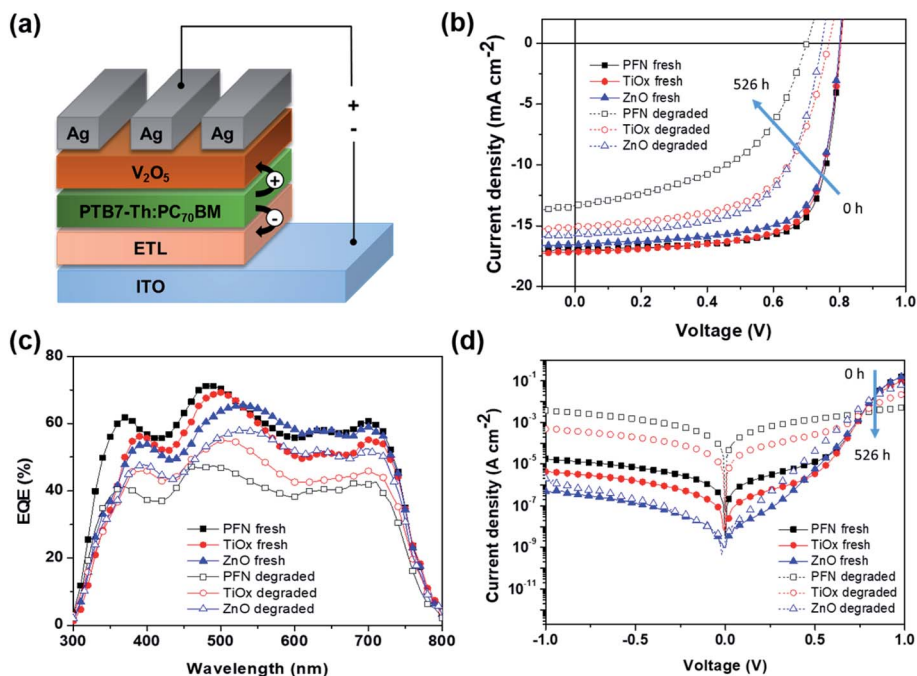 (a)
+
-
Ag Ag Ag
V₂O₅
+
PTB7-Th:PC₇₀BM
-
ETL
ITO
(b)
Current density (mA cm⁻²)
0
-5
-10
-15
-20
0.0 0.2 0.4 0.6 0.8 1.0
Voltage (V)
PFN fresh
TiOx fresh
ZnO fresh
PFN degraded
TiOx degraded
ZnO degraded
526 h
0 h
(c)
EQE (%)
80
60
40
20
0
300 400 500 600 700 800
Wavelength (nm)
PFN fresh
TiOx fresh
ZnO fresh
PFN degraded
TiOx degraded
ZnO degraded
(d)
Current density (A cm⁻²)
10⁻¹
10⁻³
10⁻⁵
10⁻⁷
10⁻⁹
10⁻¹¹
-1.0 -0.5 0.0 0.5 1.0
Voltage (V)
0 h
526 h
PFN fresh
TiOx fresh
ZnO fresh
PFN degraded
TiOx degraded
ZnO degraded